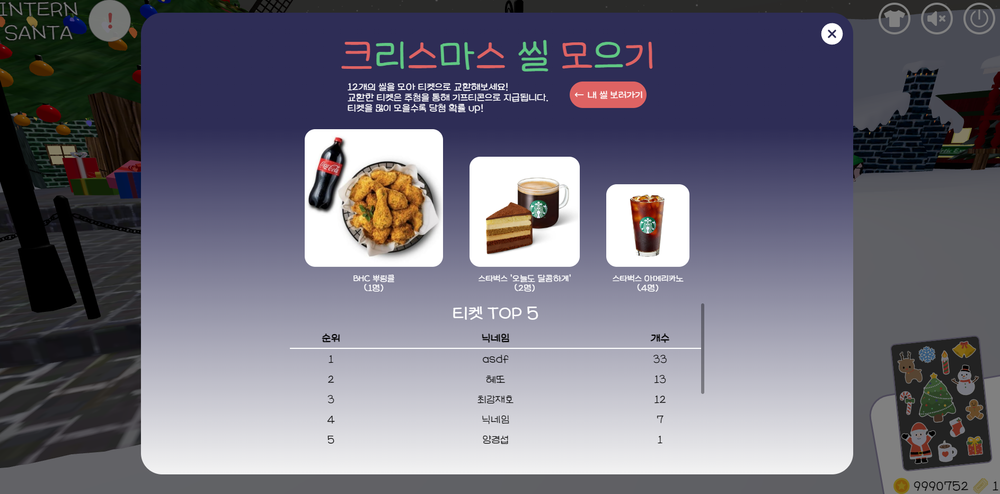 INTERN
SANTA
!
크리스마스 씰 모으기
12개의 씰을 모아 티켓으로 교환해보세요!
교환한 티켓은 추첨을 통해 기프티콘으로 지급됩니다.
티켓을 많이 모을수록 당첨 확률 up!
← 내 씰 보러가기
Coca-Cola
BHC 뿌링클
(1명)
스타벅스 '오늘도 달콤하게'
(2명)
스타벅스 아메리카노
(4명)
티켓 TOP 5
순위 닉네임 개수
1 asdf 33
2 혜또 13
3 최강재호 12
4 닉네임 7
5 양경섭 1
9990752 1